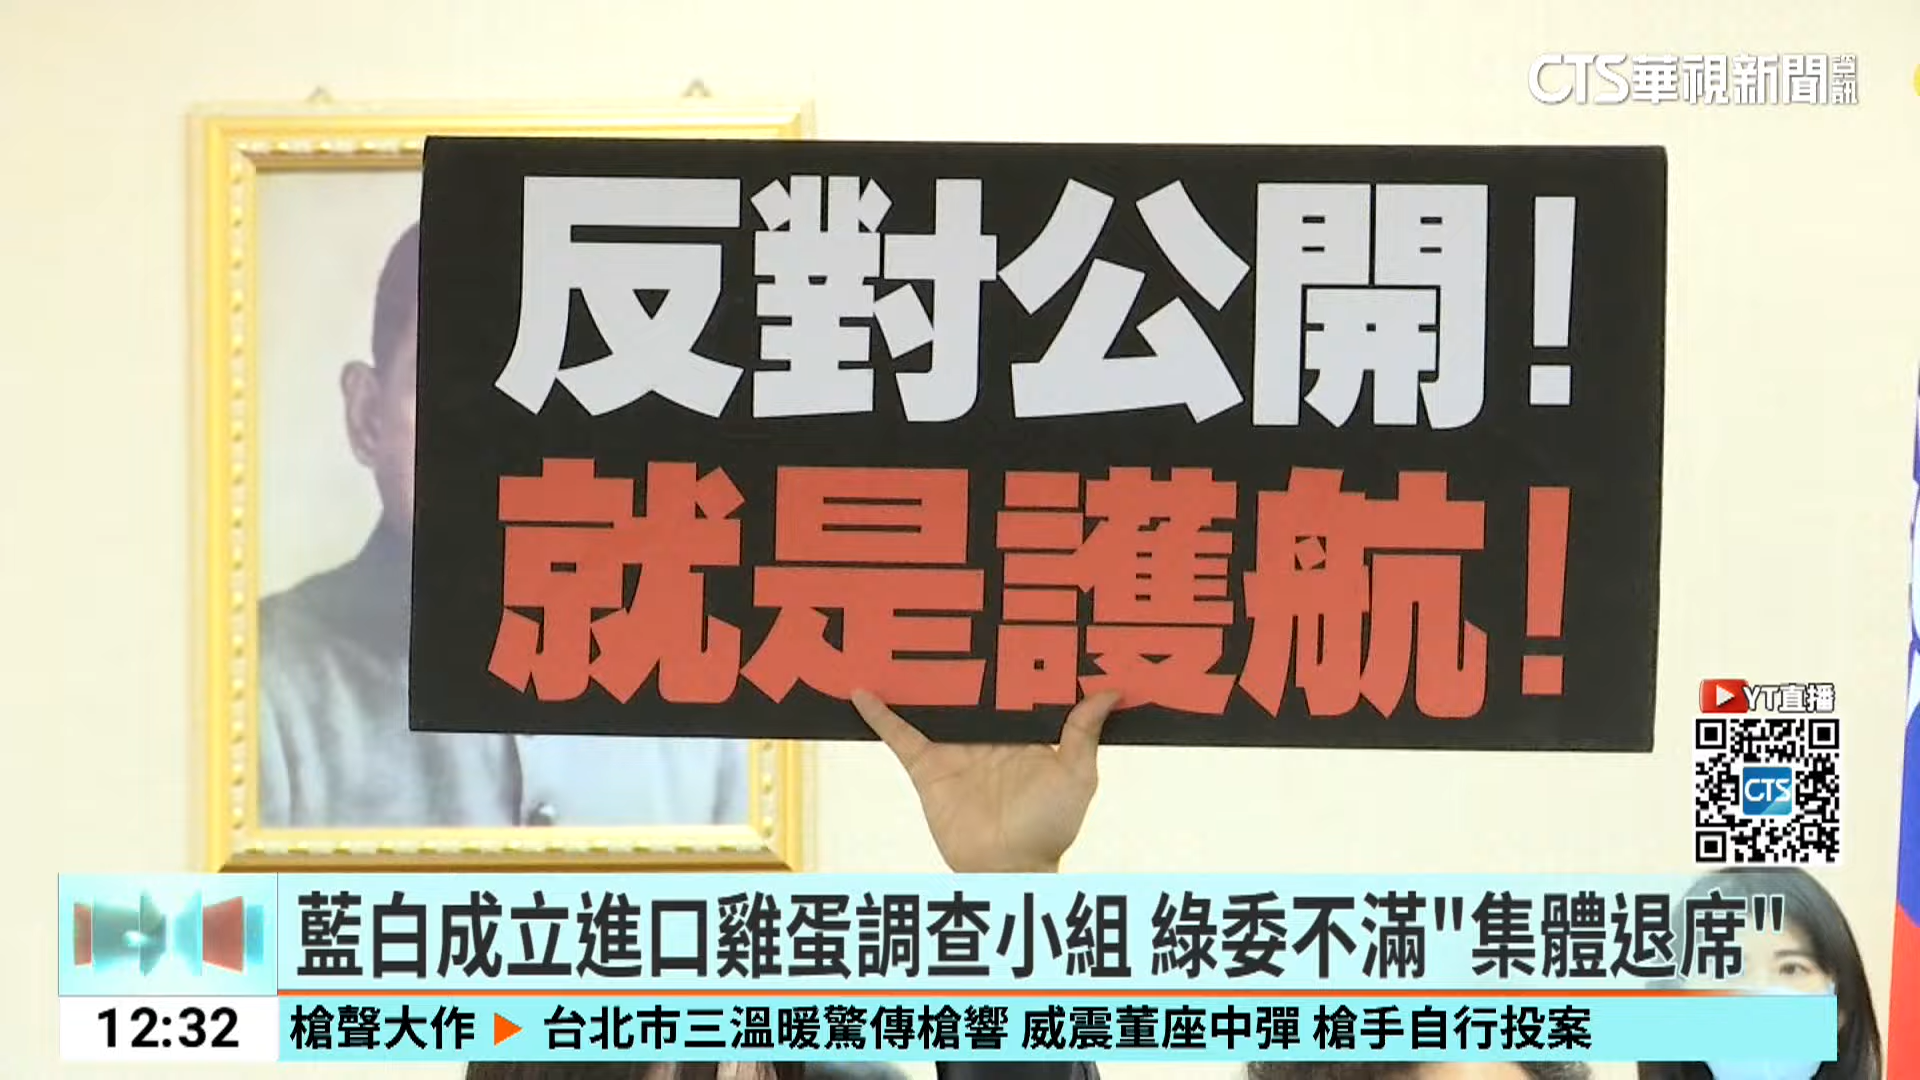 CTS華視新聞資訊
反對公開!
就是護航!
YT直播
CTS
藍白成立進口雞蛋調查小組 綠委不滿"集體退席"
12:32
槍聲大作 ▶ 台北市三溫暖驚傳槍響 威震董座中彈 槍手自行投案